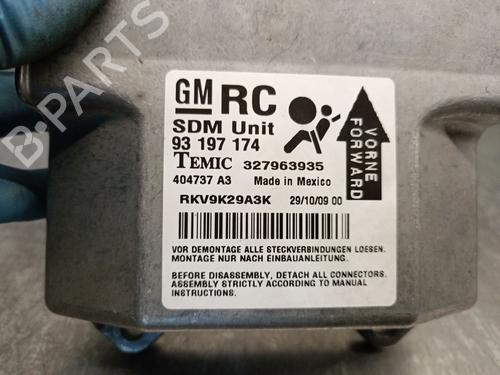 GM RC
SDM Unit
93 197 174
TEMIC 327963935
404737 A3 Made in Mexico
RKV9K29A3K 29/10/09 00
VORNE
FORWARD
VOR DEMONTAGE ALLE STECKVERBINDUNGEN LOESEN.
MONTAGE NUR NACH EINBAUANLEITUNG.
BEFORE DISASSEMBLY, DETACH ALL CONNECTORS.
ASSEMBLY STRICTLY ACCORDING TO MANUAL
INSTRUCTIONS.
B-PARTS